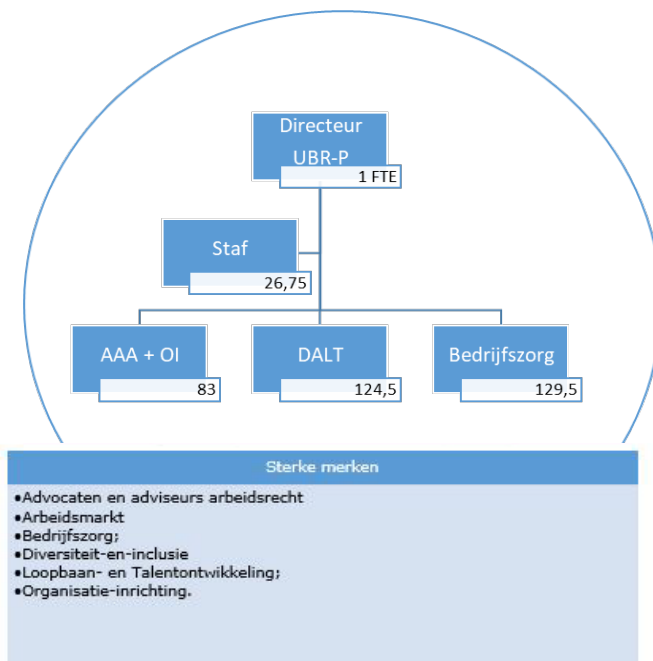 Directeur
UBR-P
1 FTE
Staf
26,75
AAA + OI
83
DALT
124,5
Bedrijfszorg
129,5
Sterke merken
•Advocaten en adviseurs arbeidsrecht
•Arbeidsmarkt
•Bedrijfszorg;
•Diversiteit-en-inclusie
•Loopbaan- en Talentontwikkeling;
•Organisatie-inrichting.